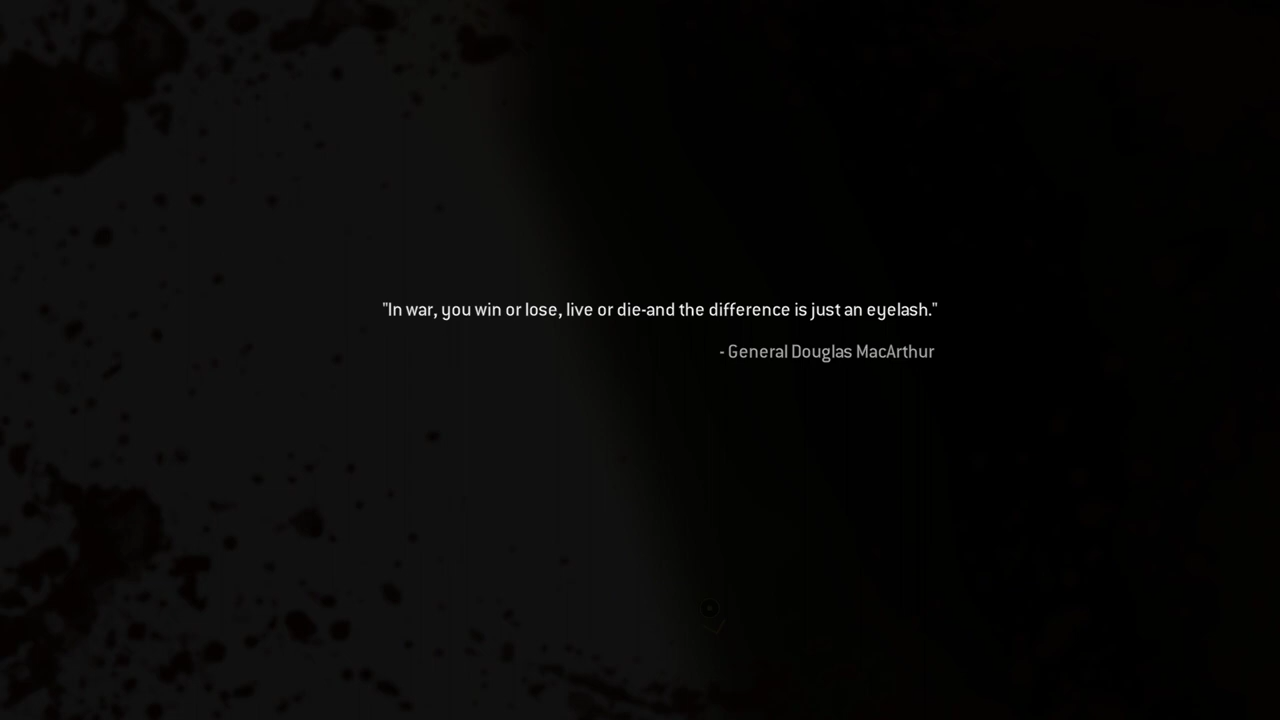 "In war, you win or lose, live or die-and the difference is just an eyelash."
- General Douglas MacArthur